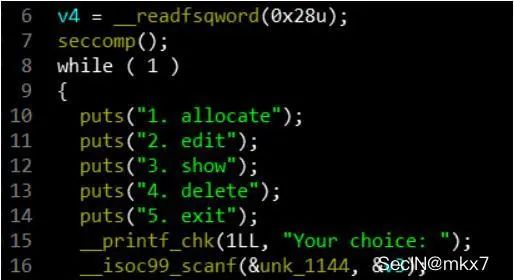 6 v4 = __readfsqword(0x28u);
7 seccomp();
8 while ( 1 )
9 {
10 puts("1. allocate");
11 puts("2. edit");
12 puts("3. show");
13 puts("4. delete");
14 puts("5. exit");
15 __printf_chk(1LL, "Your choice: ");
16 __isoc99_scanf(&unk_1144, &
SecIN@mkx7